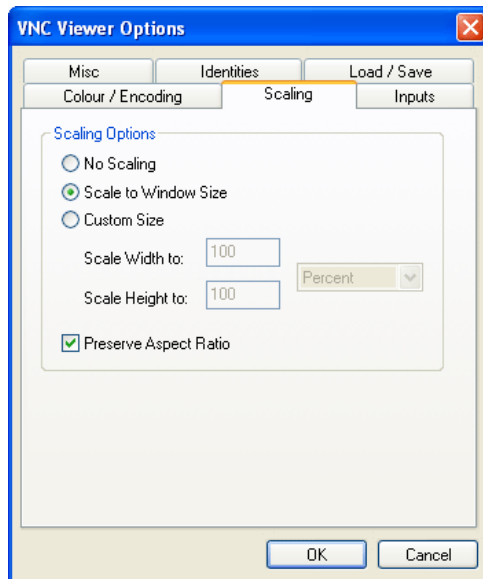 VNC Viewer Options
Misc Identities Load / Save
Colour / Encoding Scaling Inputs
Scaling Options
No Scaling
Scale to Window Size
Custom Size
Scale Width to: 100
Percent
Scale Height to: 100
Preserve Aspect Ratio
OK Cancel